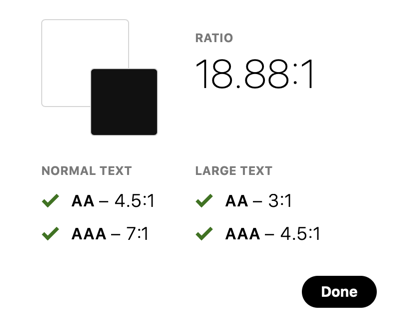 RATIO
18.88:1
NORMAL TEXT
LARGE TEXT
AA – 4.5:1
AA – 3:1
AAA – 7:1
AAA – 4.5:1
Done